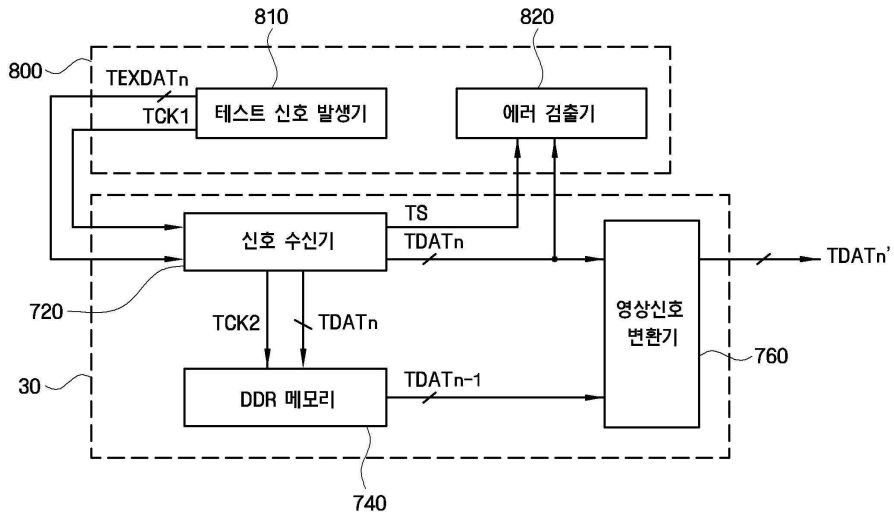 810
820
800
TEXDATn
TCK1
테스트 신호 발생기
에러 검출기
TS
신호 수신기
TDATn
TDATn'
720
TCK2
TDATn
영상신호
변환기
760
30
TDATn-1
DDR 메모리
740